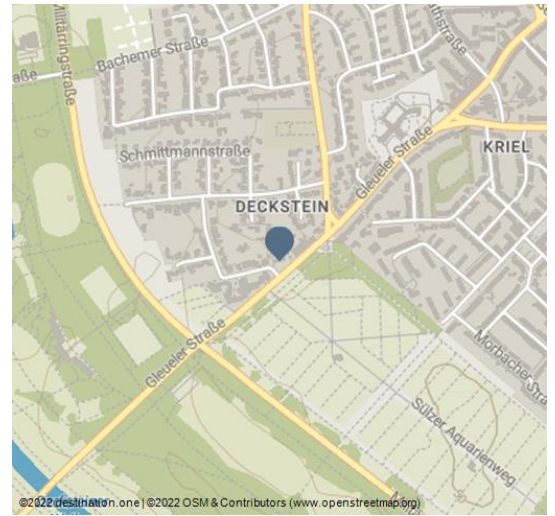 Militärringstraße
Bachemer Straße
Schmittmannstraße
DECKSTEIN
Gleueler Straße
KRIEL
Gleueler Straße
Morbacher
Sülzer Aquarienweg
50
©2022 destination.one | ©2022 OSM & Contributors (www.openstreetmap.org)